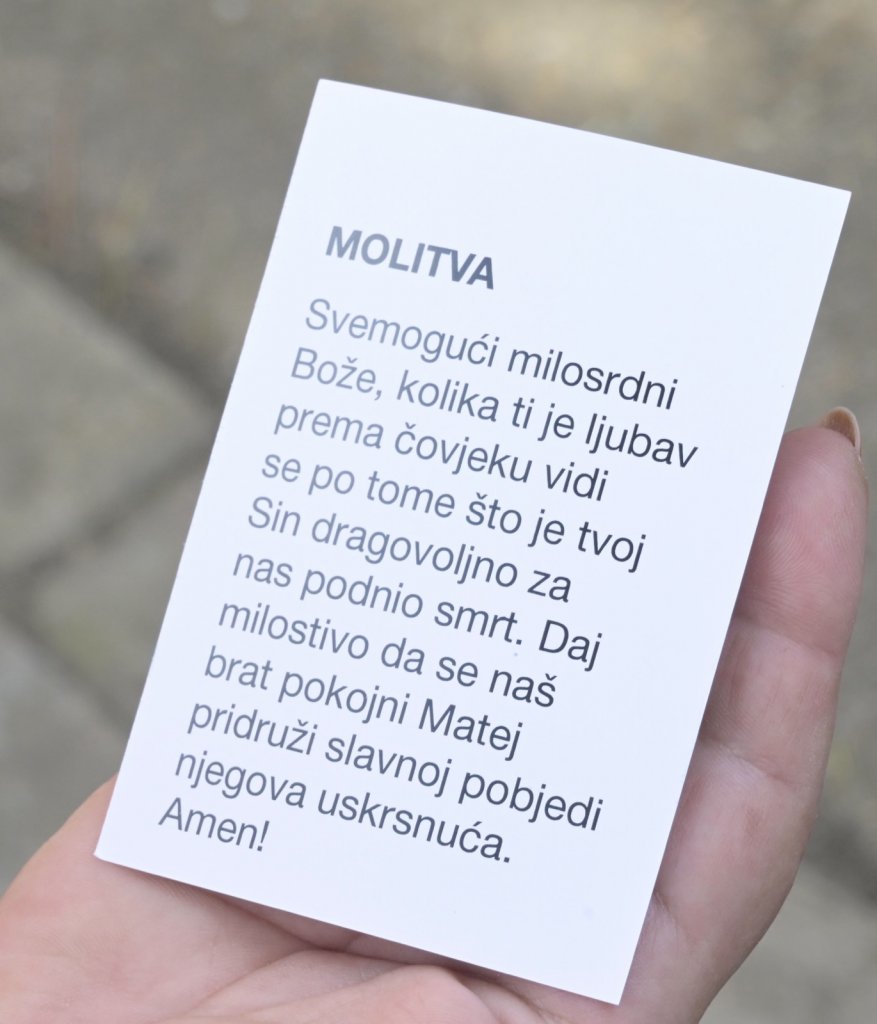 MOLITVA
Svemogući milosrdni
Bože, kolika ti je ljubav
prema čovjeku vidi
se po tome što je tvoj
Sin dragovoljno za
nas podnio smrt. Daj
milostivo da se naš
brat pokojni Matej
pridruži slavnoj pobjedi
njegova uskrsnuća.
Amen!